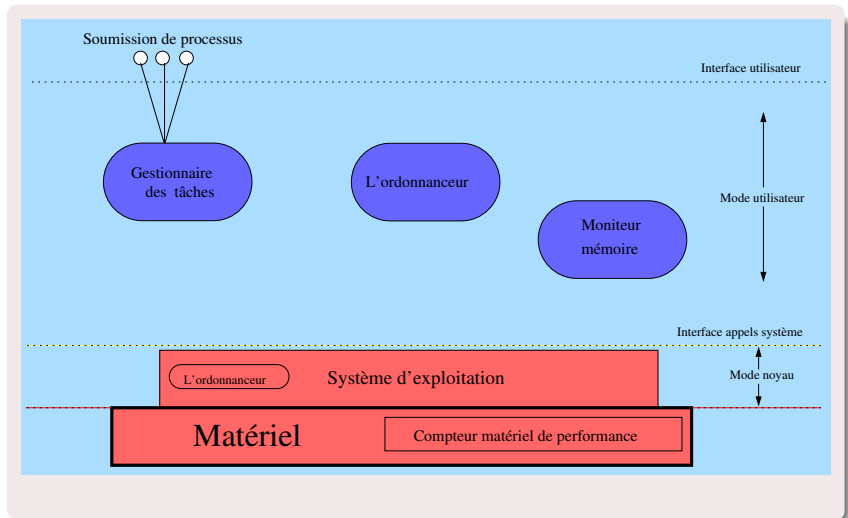 Soumission de processus
Interface utilisateur
Gestionnaire
des tâches
L'ordonnanceur
Mode utilisateur
Moniteur
mémoire
Interface appels système
L'ordonnanceur
Système d'exploitation
Mode noyau
Matériel
Compteur matériel de performance